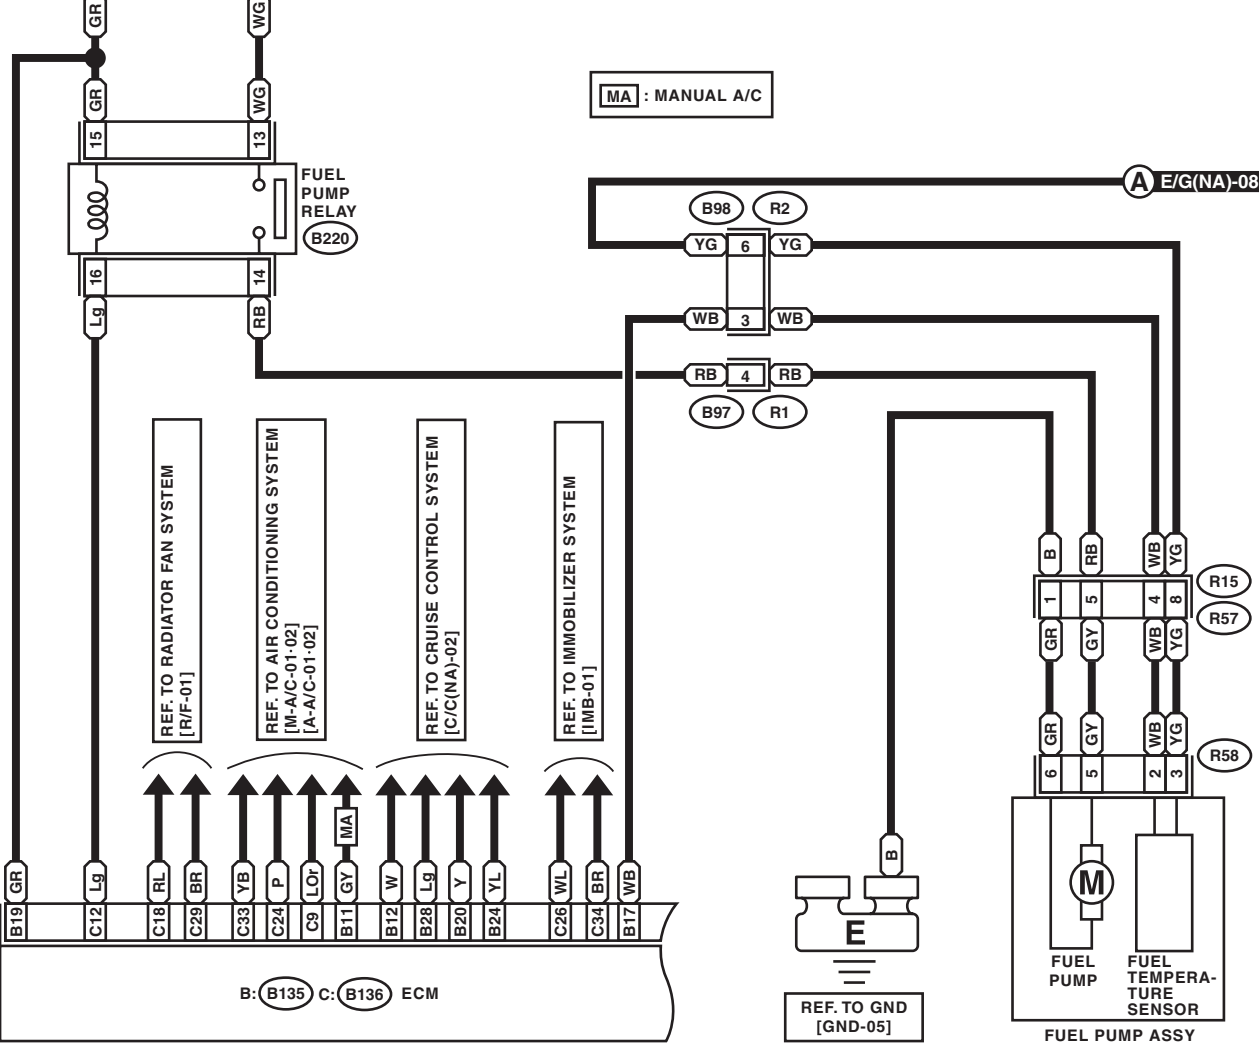 GR
WG
GR
WG
15
13
FUEL
PUMP
RELAY
B220
16
14
Lg
RB
MA : MANUAL A/C
A E/G(NA)-08
B98 R2
YG 6 YG
WB 3 WB
RB 4 RB
B97 R1
REF. TO RADIATOR FAN SYSTEM
[R/F-01]
REF. TO AIR CONDITIONING SYSTEM
[M-A/C-01·02]
[A-A/C-01·02]
REF. TO CRUISE CONTROL SYSTEM
[C/C(NA)-02]
REF. TO IMMOBILIZER SYSTEM
[IMB-01]
B RB WB YG
R15
1 5 4 8
R57
GR GY WB YG
GR GY WB YG
R58
6 5 2 3
MA
GR Lg RL BR YB P LOr GY W Lg Y YL WL BR WB
B19 C12 C18 C29 C33 C24 C9 B11 B12 B28 B20 B24 C26 C34 B17
B: B135 C: B136 ECM
B
E
REF. TO GND
[GND-05]
M
FUEL
PUMP
FUEL
TEMPERA-
TURE
SENSOR
FUEL PUMP ASSY